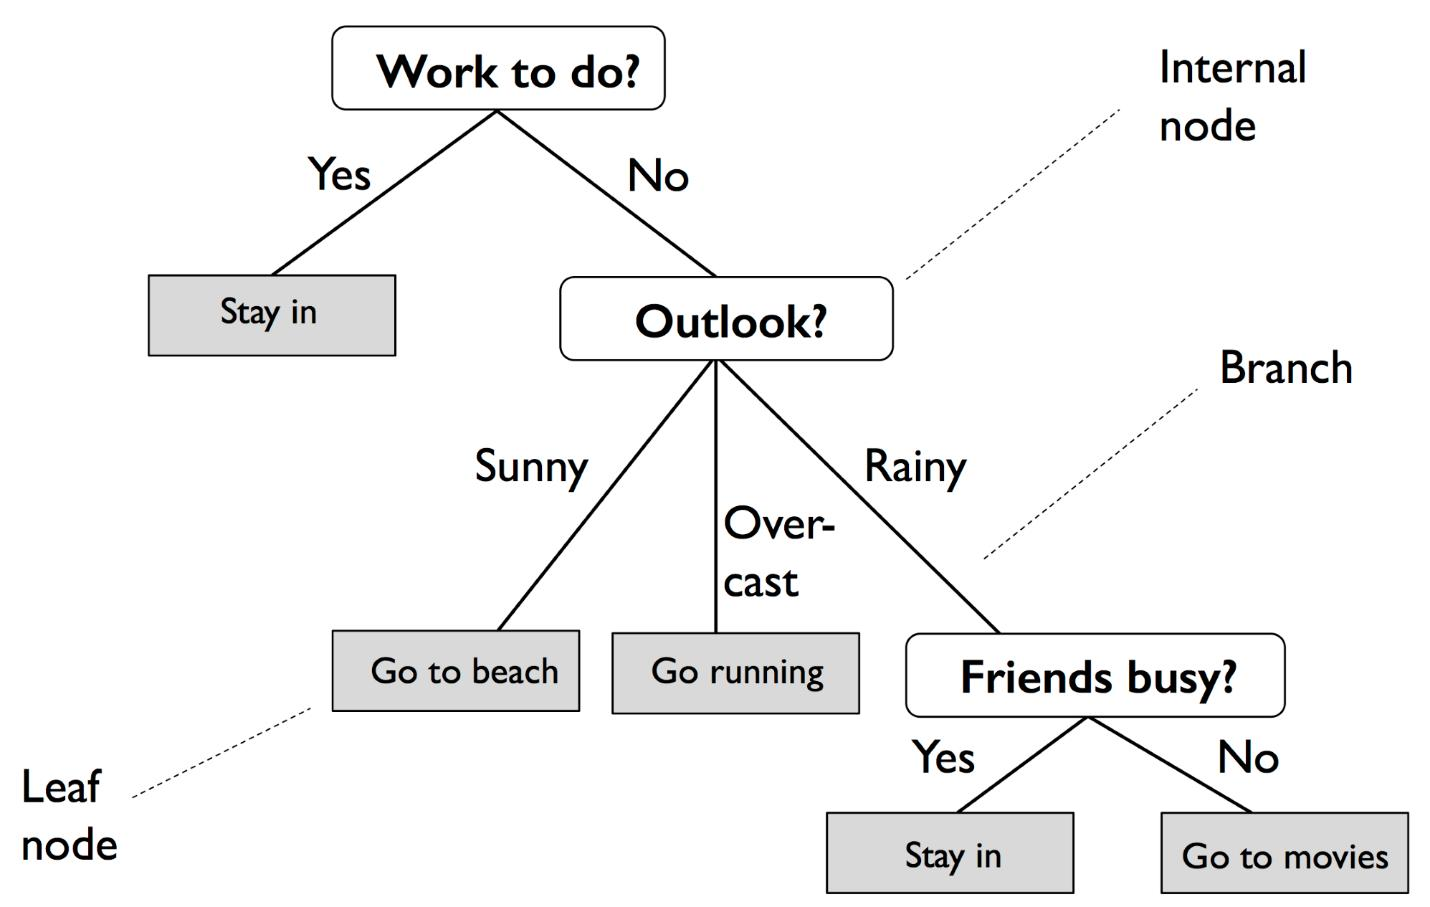 Work to do?
Internal
node
Yes
No
Stay in
Outlook?
Branch
Sunny
Rainy
Over-
cast
Go to beach
Go running
Friends busy?
Yes
No
Leaf
node
Stay in
Go to movies